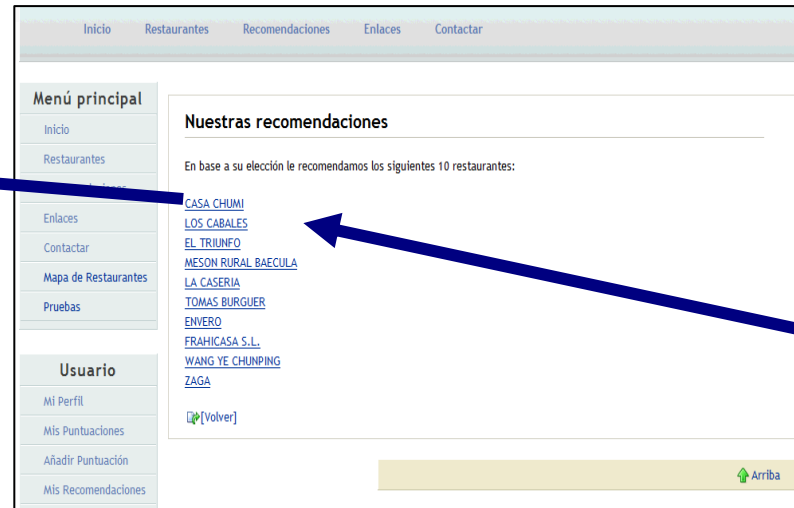 Inicio Restaurantes Recomendaciones Enlaces Contactar
Menú principal
Inicio
Restaurantes
Enlaces
Contactar
Mapa de Restaurantes
Pruebas
Usuario
Mi Perfil
Mis Puntuaciones
Añadir Puntuación
Mis Recomendaciones
Nuestras recomendaciones
En base a su elección le recomendamos los siguientes 10 restaurantes:
CASA CHUMI
LOS CABALES
EL TRIUNFO
MESON RURAL BAECULA
LA CASERIA
TOMAS BURGUER
ENVERO
FRAHICASA S.L.
WANG YE CHUNPING
ZAGA
[Volver]
Arriba